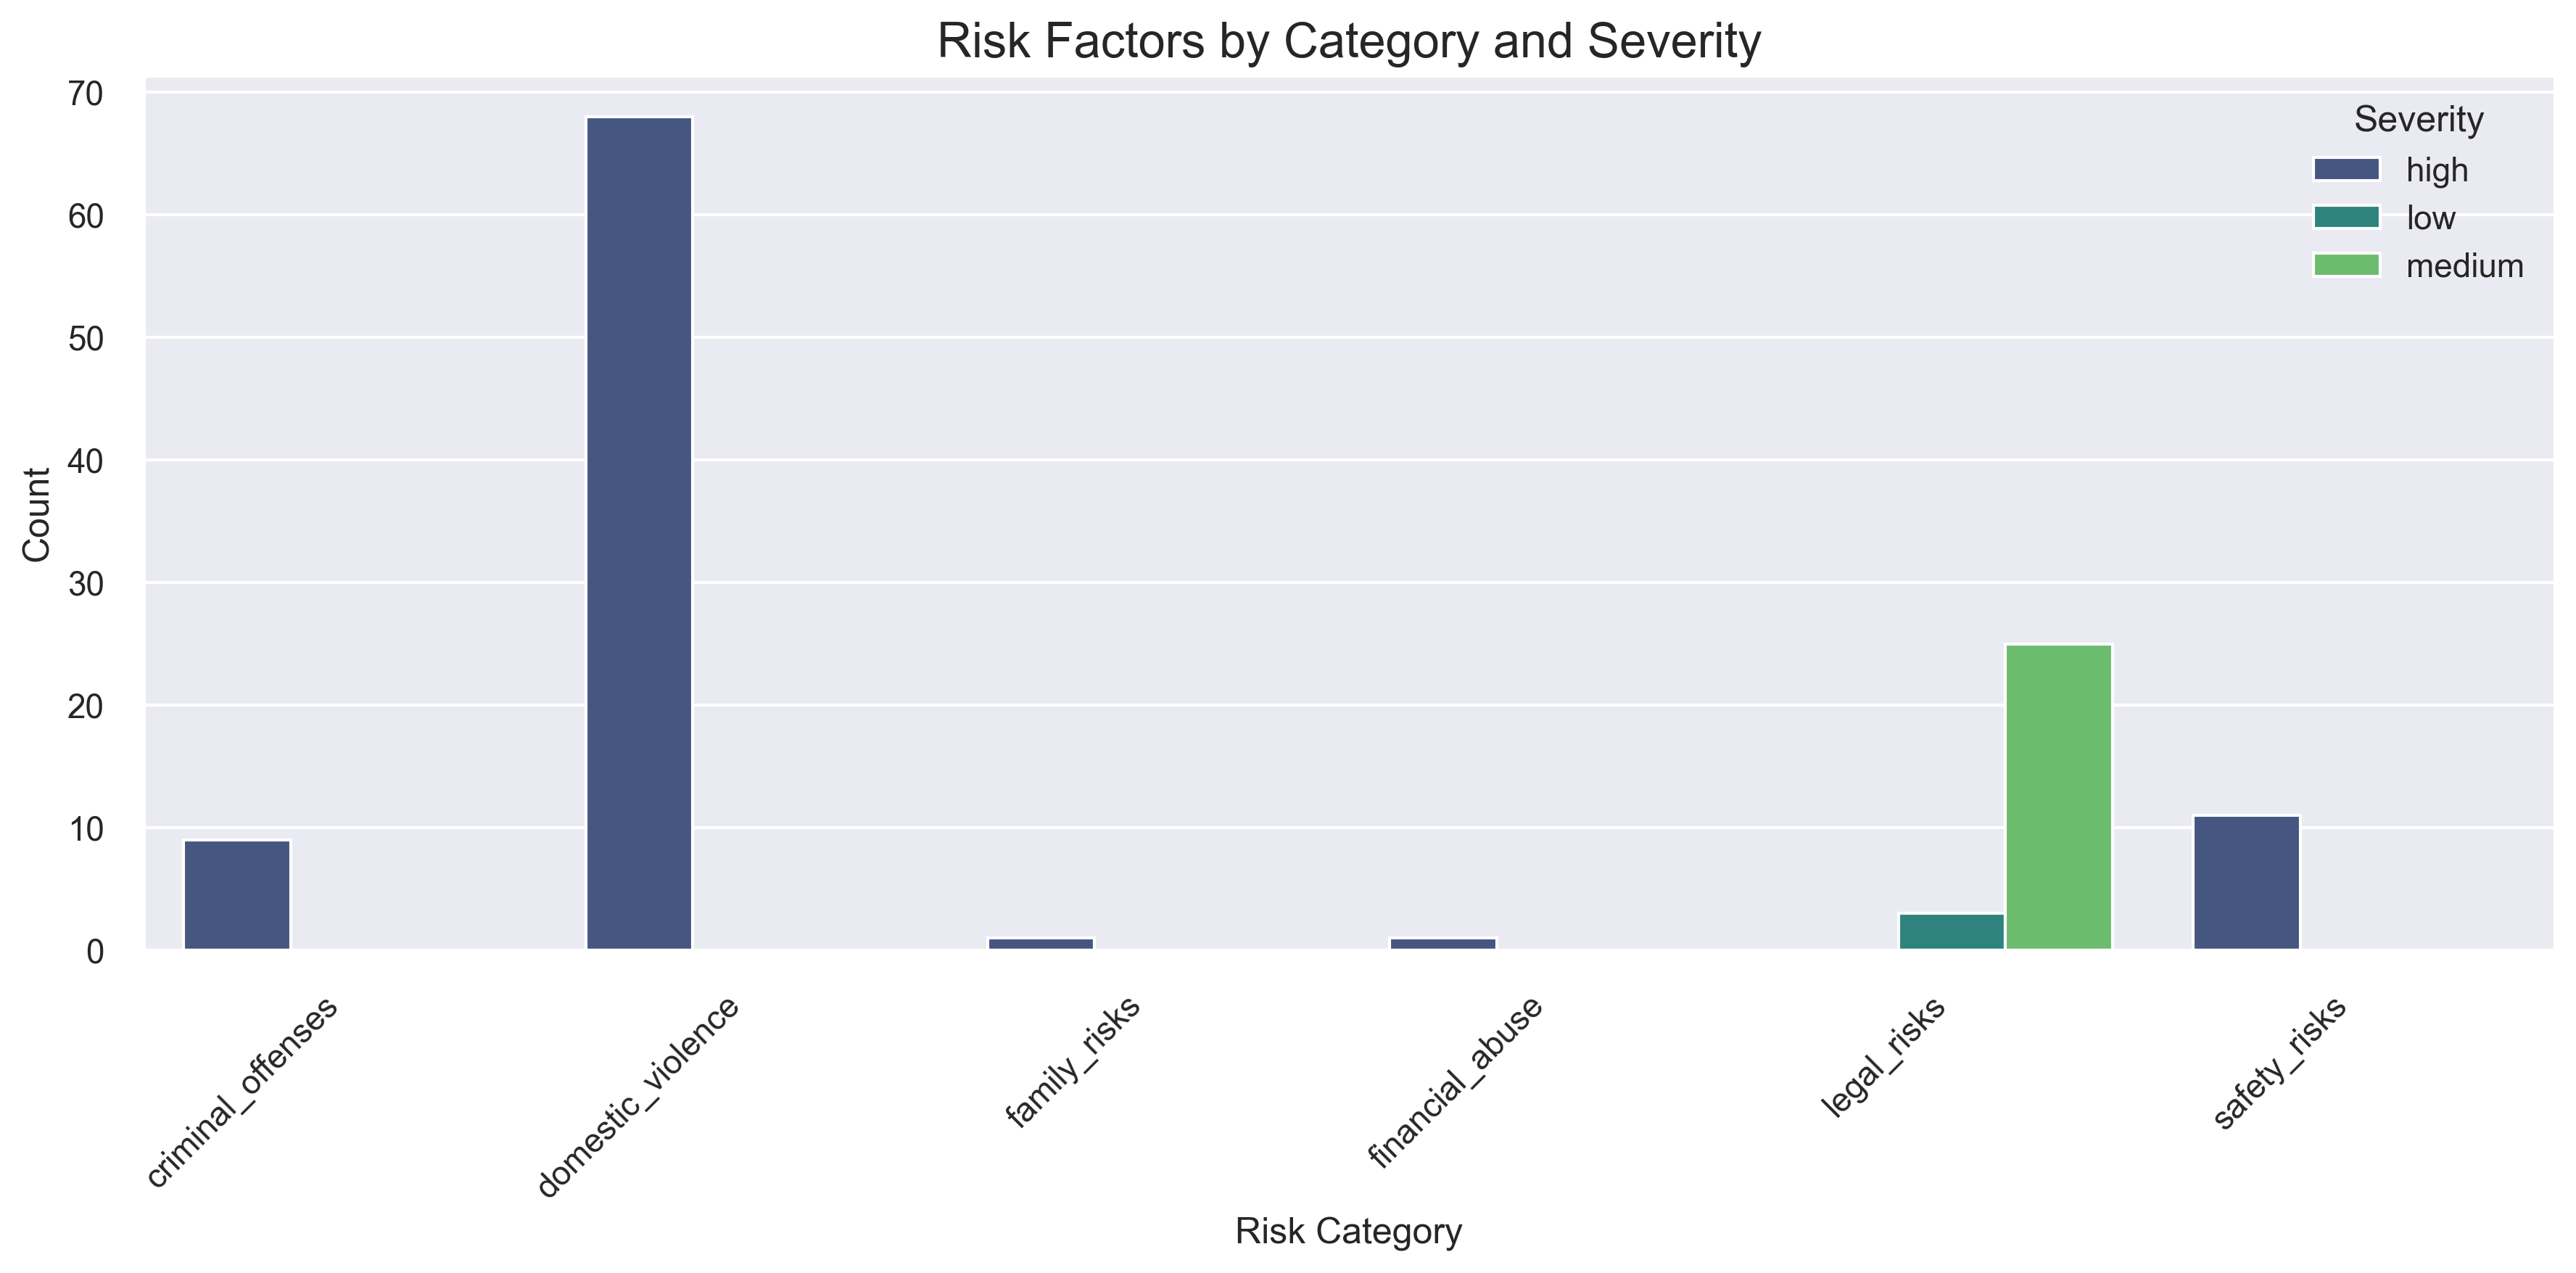 Risk Factors by Category and Severity
70
60
50
40
30
20
10
0
Count
Severity
high
low
medium
criminal_offenses
domestic_violence
family_risks
financial_abuse
legal_risks
safety_risks
Risk Category